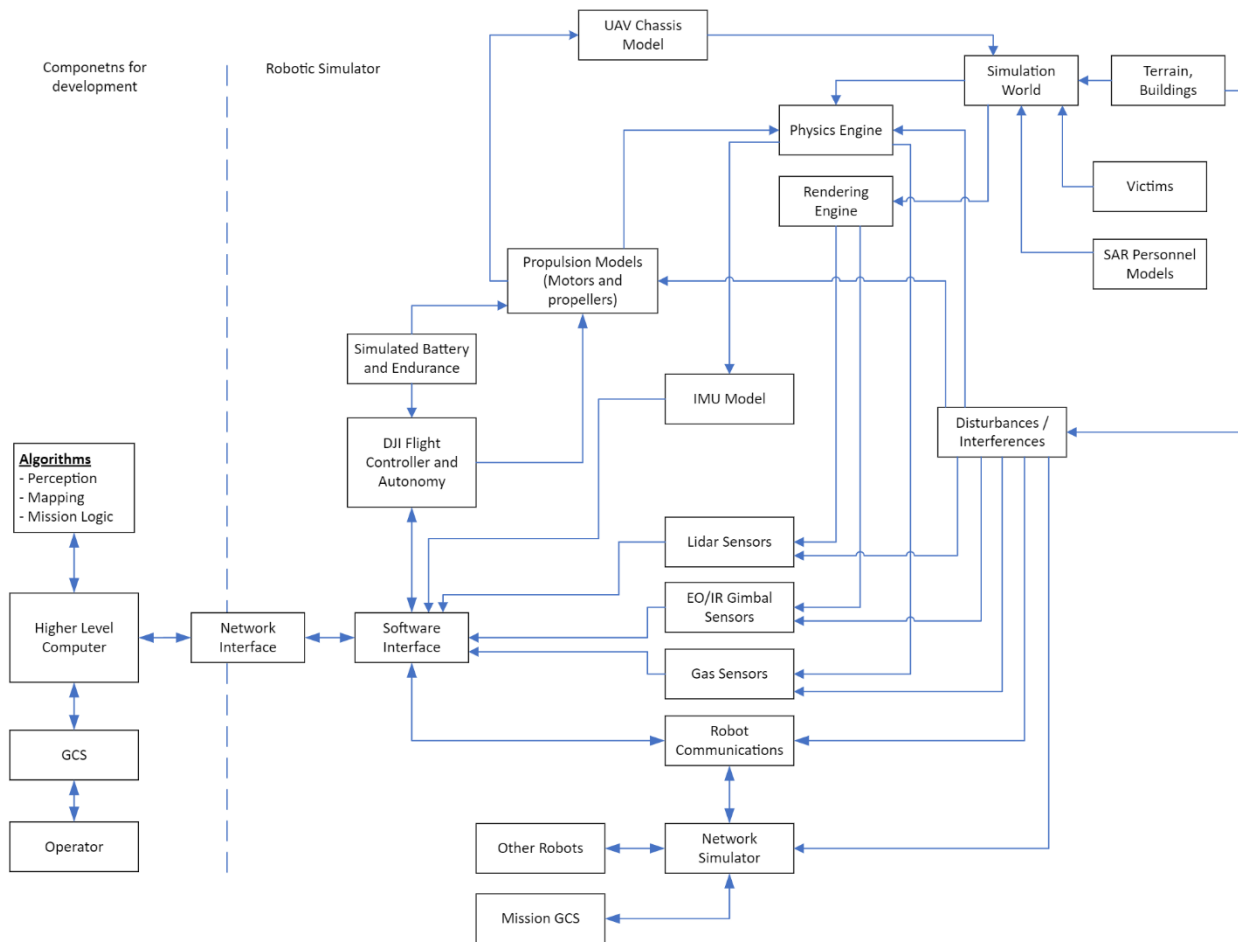 UAV Chassis
Model
Componetns for
development
Robotic Simulator
Simulation
World
Terrain,
Buildings
Physics Engine
Victims
Rendering
Engine
SAR Personnel
Models
Propulsion Models
(Motors and
propellers)
Simulated Battery
and Endurance
IMU Model
Disturbances /
Interferences
DJI Flight
Controller and
Autonomy
Algorithms
- Perception
- Mapping
- Mission Logic
Lidar Sensors
EO/IR Gimbal
Sensors
Higher Level
Computer
Network
Interface
Software
Interface
Gas Sensors
Robot
Communications
GCS
Operator
Other Robots
Network
Simulator
Mission GCS